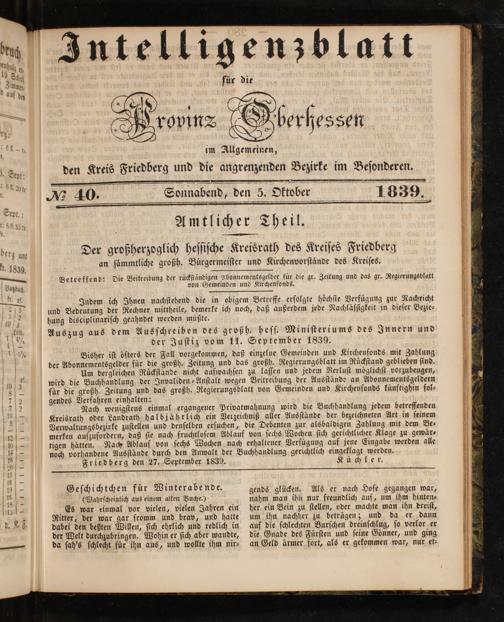 Intelligenzblatt
für die
Provinz Oberhessen
im Allgemeinen,
den Kreis Friedberg und die angrenzenden Bezirke im Besonderen.
№ 40. Sonnabend, den 5. Oktober 1839.
Amtlicher Theil.
Der großherzoglich hessische Kreisrath des Kreises Friedberg
an sämmtliche großh. Bürgermeister und Kirchenvorstände des Kreises.
Betreffend: Die Beitreibung der rückständigen Abonnementsgelder für die gr. Zeitung und das gr. Regierungsblatt
von Gemeinden und Kirchenfonds.
Indem ich Ihnen nachstehend die in obigem Betreffe erfolgte höchste Verfügung zur Nachricht
und Bedeutung der Rechner mittheile, bemerke ich noch, daß außerdem jede Nachlässigkeit in dieser Bezie-
hung disciplinarisch geahndet werden müßte.
Auszug aus dem Ausschreiben des großh. hess. Ministeriums des Innern und
der Justiz vom 11. September 1839.
Bisher ist öfters der Fall vorgekommen, daß einzelne Gemeinden und Kirchenfonds mit Zahlung
der Abonnementsgelder für die großh. Zeitung und das großh. Regierungsblatt im Rückstand geblieben sind.
Um dergleichen Rückstände nicht aufwachsen zu lassen und jedem Verlust möglichst vorzubeugen,
wird die Buchhandlung der Invaliden-Anstalt wegen Beitreibung der Ausstände an Abonnementsgeldern
für die großh. Zeitung und das großh. Regierungsblatt von Gemeinden und Kirchenfonds künftighin fol-
gendes Verfahren einhalten:
Nach wenigstens einmal ergangener Privatmahnung wird die Buchhandlung jedem betreffenden
Kreisrath oder Landrath halbjährlich ein Verzeichniß aller Ausstände der bezeichneten Art in seinem
Verwaltungsbezirke zustellen und denselben ersuchen, die Debenten zur alsbaldigen Zahlung mit dem Be-
merken aufzufordern, daß sie nach fruchtlosem Ablauf von sechs Wochen sich gerichtlicher Klage zu gewär-
tigen hätten. Nach Ablauf von sechs Wochen nach erhaltener Verfügung auf jene Eingabe werden alle
noch vorhandene Ausstände durch den Anwalt der Buchhandlung gerichtlich eingeklagt werden.
Friedberg den 27. September 1839. Küchler.
Geschichtchen für Winterabende.
(Wahrscheinlich aus einem alten Buche.)
Es war einmal vor vielen, vielen Jahren ein
Ritter, der war gar fromm und brav, und hatte
dabei den besten Willen, sich ehrlich und redlich in
der Welt durchzubringen. Wohin er sich aber wandte,
da sah's schlecht für ihn aus, und wollte ihm nir-
gends glücken. Als er nach Hofe gegangen war,
nahm man ihn nur freundlich auf, um ihm hinten-
her ein Bein zu stellen, oder machte man ihn dreist,
um ihn nachher zu beträgen; und da er dann
auf die schlechten Burschen dreinschlug, so verlor er
die Gnade des Fürsten und seine Gönner, und ging
an Geld ärmer fort, als er gekommen war, nur et-